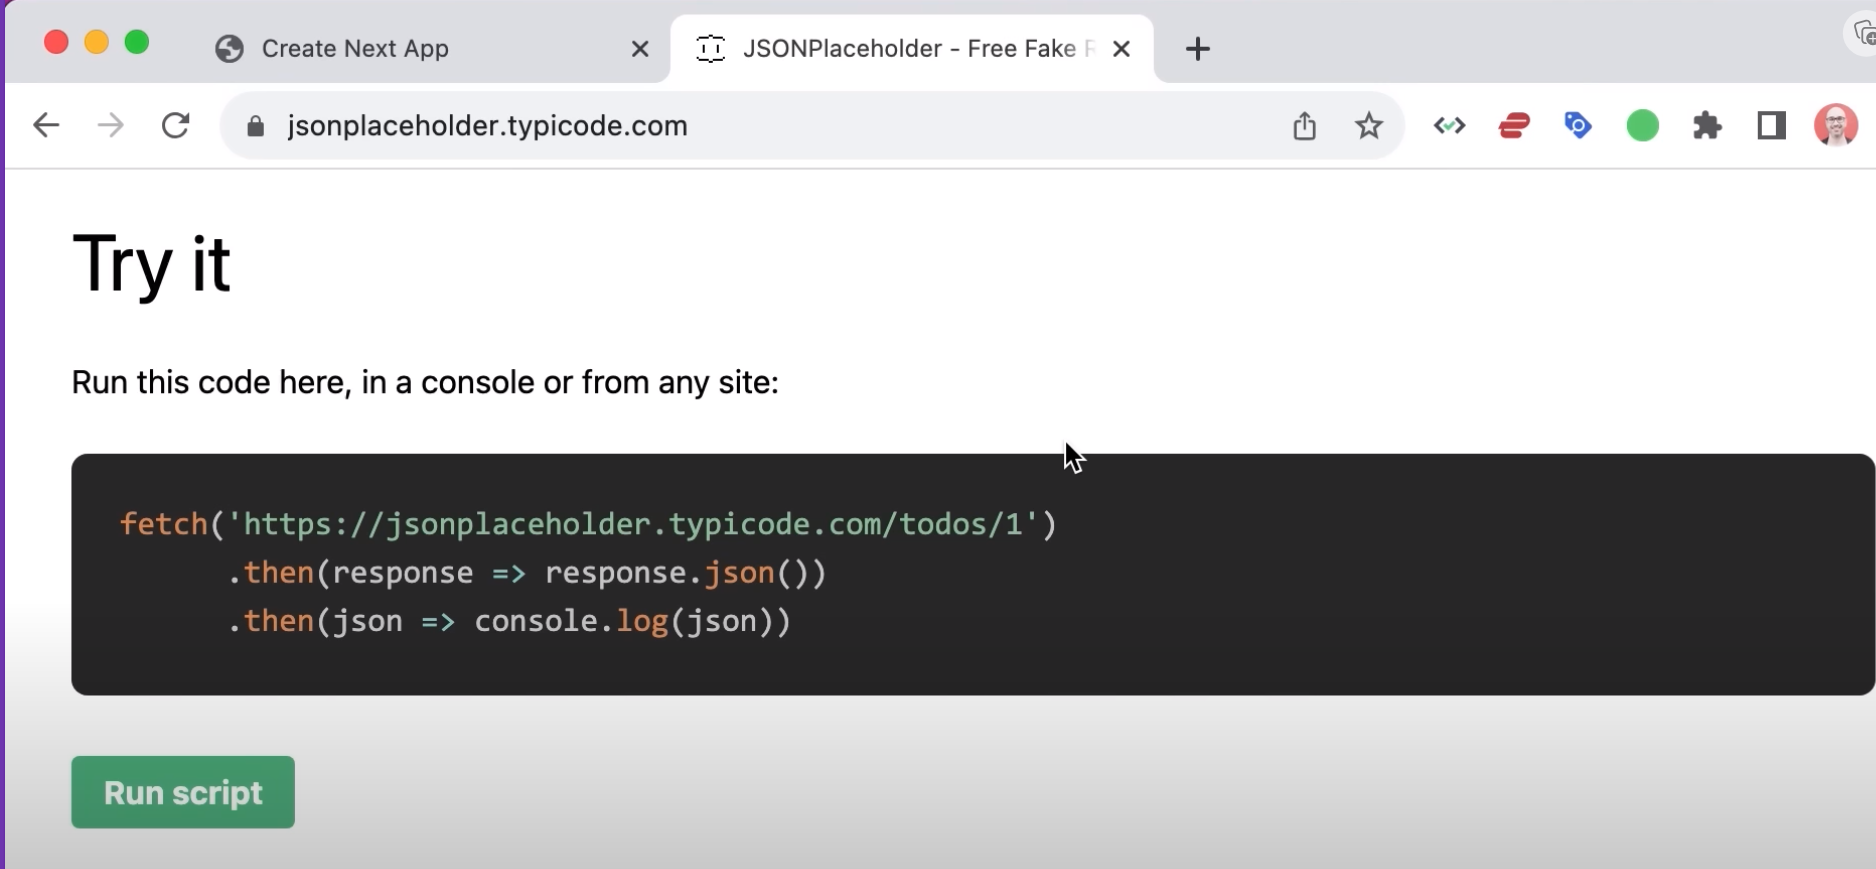 Create Next App
JSONPlaceholder - Free Fake R
jsonplaceholder.typicode.com
Try it
Run this code here, in a console or from any site:
fetch('https://jsonplaceholder.typicode.com/todos/1')
.then(response => response.json())
.then(json => console.log(json))
Run script